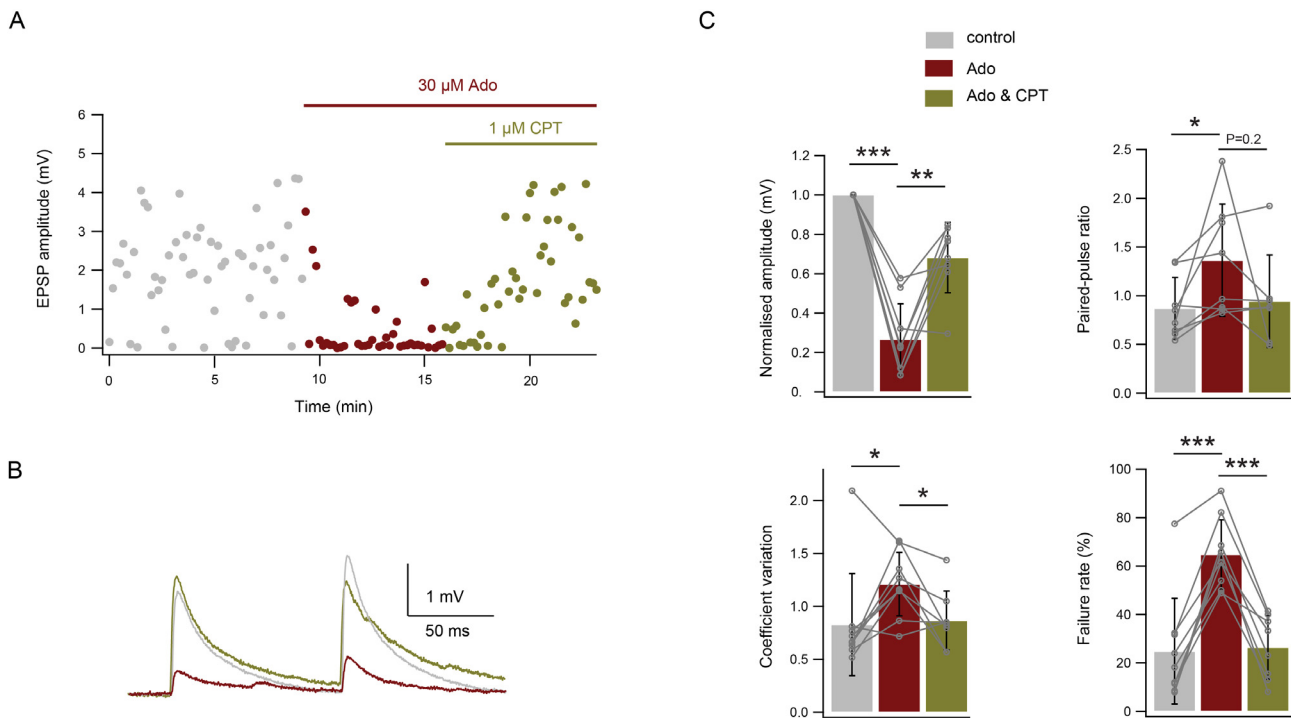 A
30 µM Ado
1 µM CPT
EPSP amplitude (mV)
6
5
4
3
2
1
0
0 5 10 15 20
Time (min)
B
1 mV
50 ms
C
control
Ado
Ado & CPT
***
**
Normalised amplitude (mV)
1.2
1.0
0.8
0.6
0.4
0.2
0.
*
P=0.2
Paired-pulse ratio
2.5
2.0
1.5
1.0
0.5
0.0
*
*
Coefficient variation
2.0
1.5
1.0
0.5
0.0
***
***
Failure rate (%)
100
80
60
40
20
0